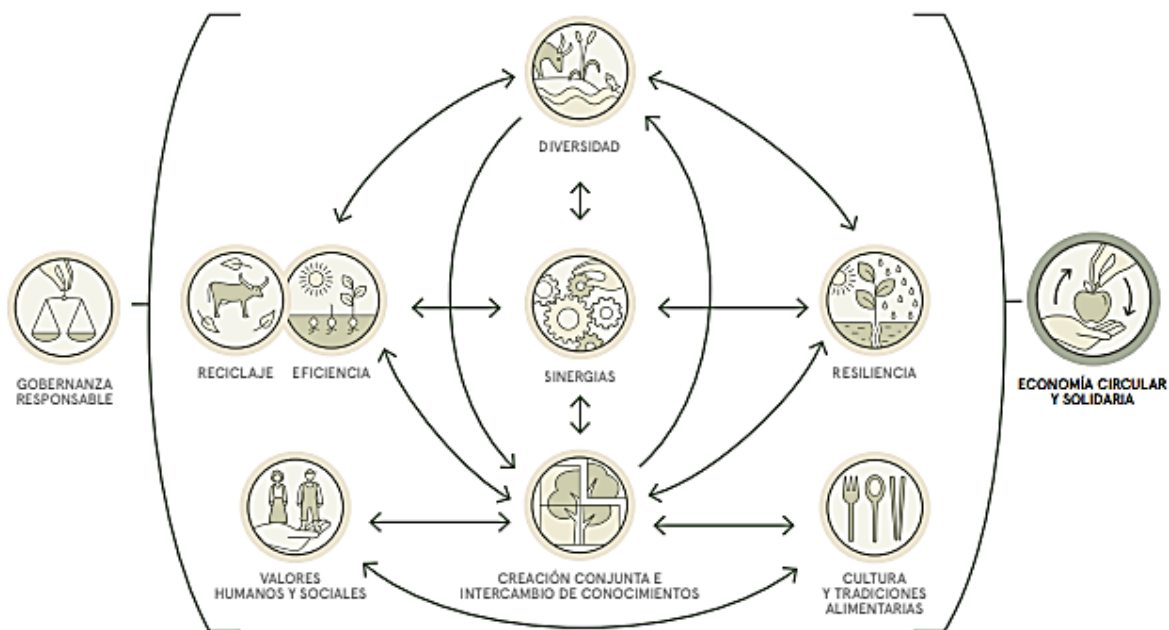 DIVERSIDAD
GOBERNANZA
RESPONSABLE
RECICLAJE
EFICIENCIA
SINERGIAS
RESILIENCIA
ECONOMÍA CIRCULAR
Y SOLIDARIA
VALORES
HUMANOS Y SOCIALES
CREACIÓN CONJUNTA E
INTERCAMBIO DE CONOCIMIENTOS
CULTURA
Y TRADICIONES
ALIMENTARIAS